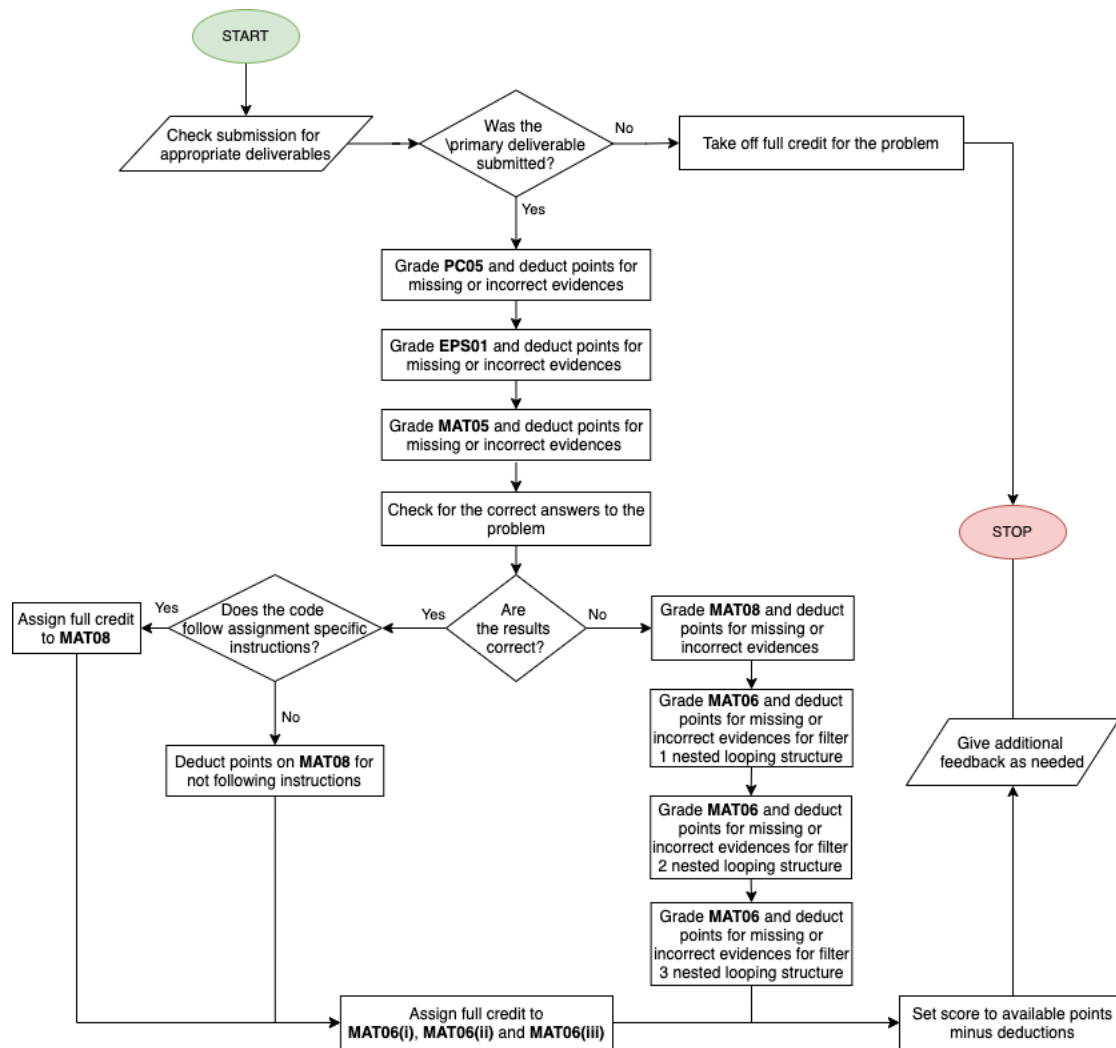 START
Check submission for
appropriate deliverables
Was the
\primary deliverable
submitted?
No
Take off full credit for the problem
Yes
Grade PC05 and deduct points for
missing or incorrect evidences
Grade EPS01 and deduct points for
missing or incorrect evidences
Grade MAT05 and deduct points for
missing or incorrect evidences
Check for the correct answers to the
problem
STOP
Assign full credit
to MAT08
Yes
Does the code
follow assignment specific
instructions?
Yes
Are
the results
correct?
No
Grade MAT08 and deduct
points for missing or
incorrect evidences
No
Deduct points on MAT08 for
not following instructions
Grade MAT06 and deduct
points for missing or
incorrect evidences for filter
1 nested looping structure
Give additional
feedback as needed
Grade MAT06 and deduct
points for missing or
incorrect evidences for filter
2 nested looping structure
Grade MAT06 and deduct
points for missing or
incorrect evidences for filter
3 nested looping structure
Assign full credit to
MAT06(i), MAT06(ii) and MAT06(iii)
Set score to available points
minus deductions